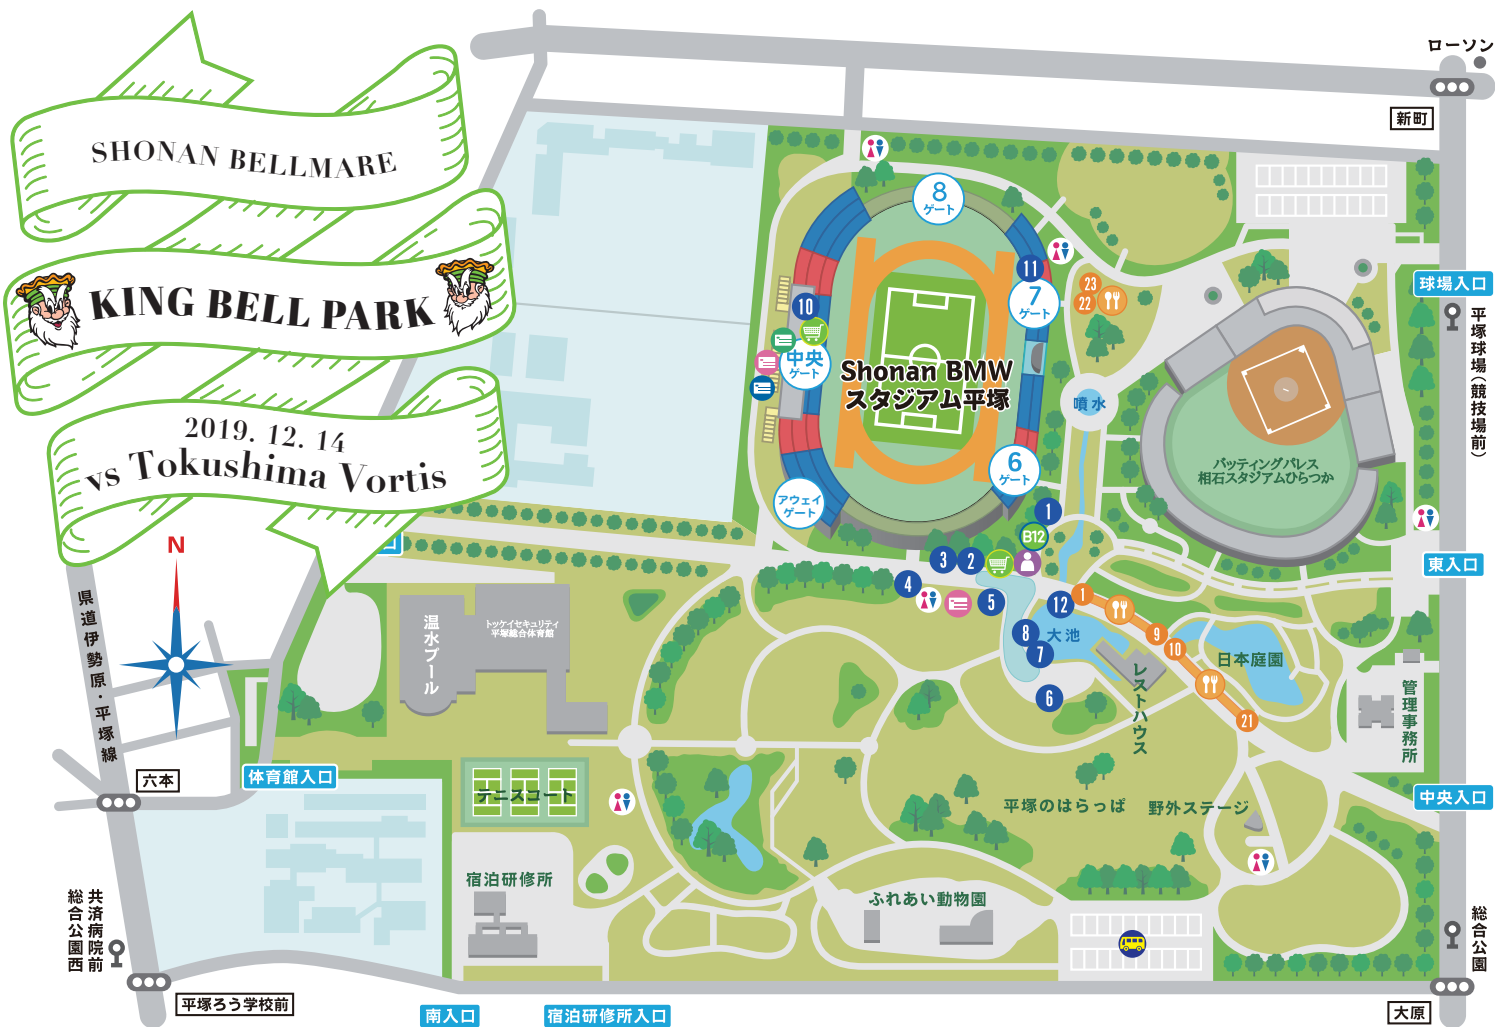 SHONAN BELLMARE
KING BELL PARK
2019. 12. 14
vs Tokushima Vortis
N
県道伊勢原・平塚線
六本
体育館入口
共済病院前
総合公園西
平塚ろう学校前
南入口
宿泊研修所入口
ローソン
新町
球場入口
平塚球場(競技場前)
東入口
管理事務所
中央入口
総合公園
大原
8
ゲート
11
7
ゲート
10
中央
ゲート
Shonan BMW
スタジアム平塚
6
ゲート
アウェイ
ゲート
23
22
噴水
バッティングパレス
相石スタジアムひらつか
1
B12
3
2
4
5
12
1
8
大池
7
6
9
10
21
日本庭園
レストハウス
口
温水プール
トッケイセキュリティ
平塚総合体育館
テニスコート
平塚のはらっぱ
野外ステージ
宿泊研修所
ふれあい動物園